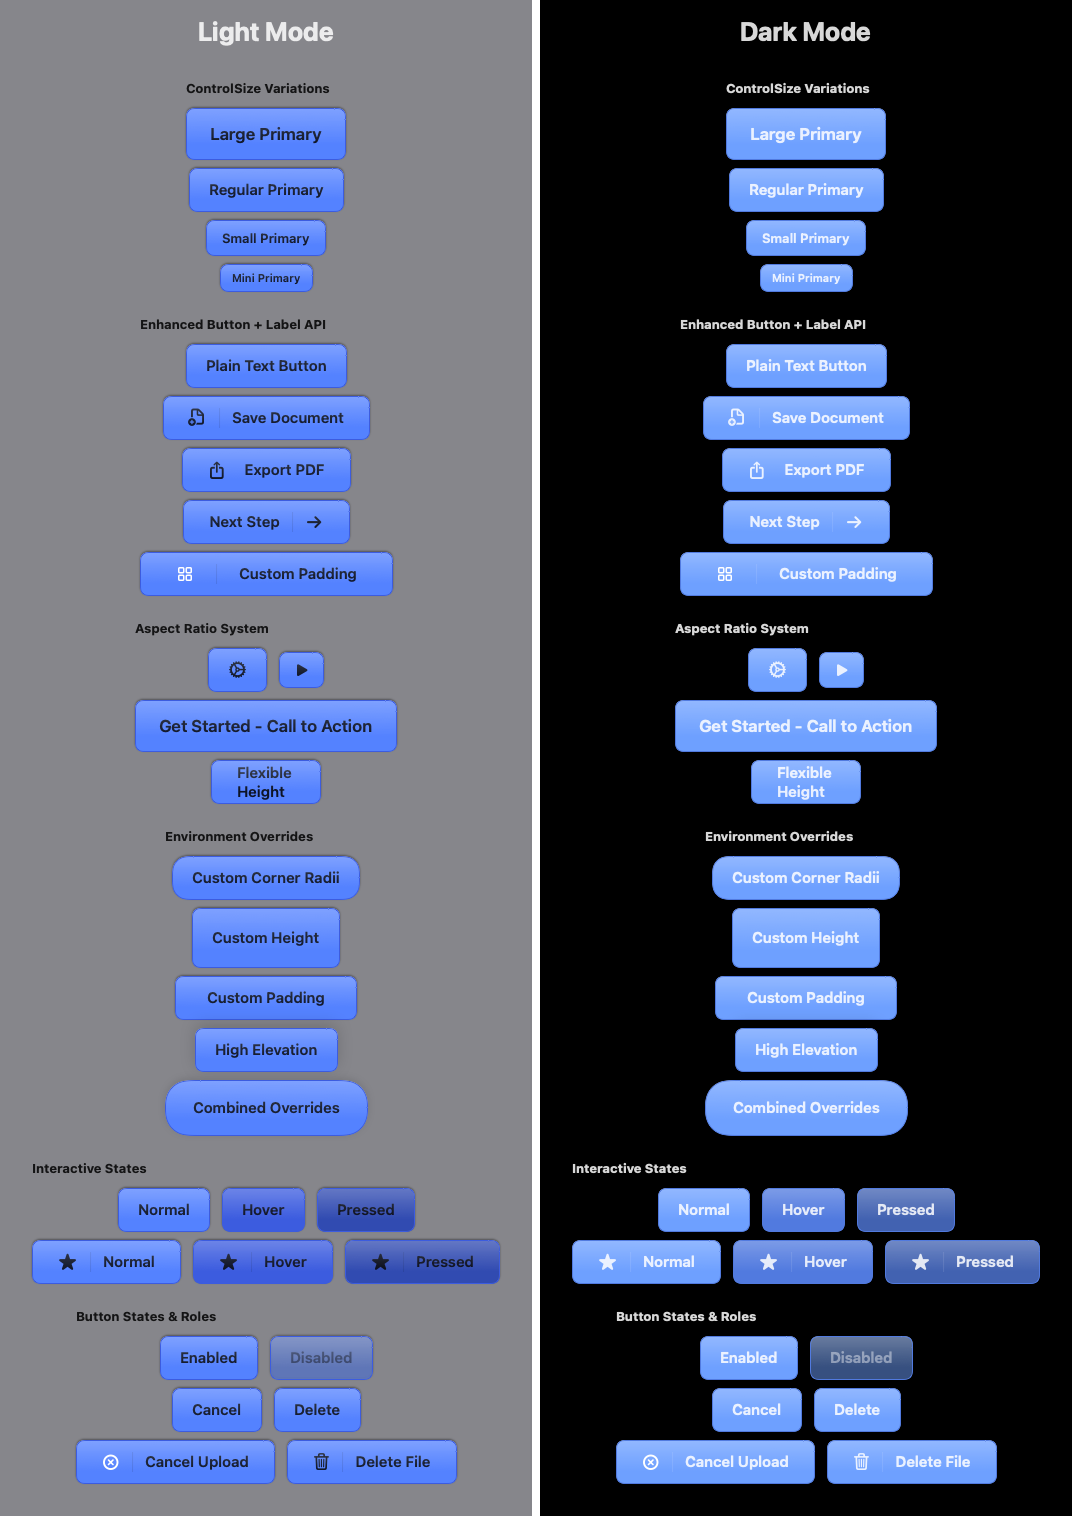 Light Mode
ControlSize Variations
Large Primary
Regular Primary
Small Primary
Mini Primary
Enhanced Button + Label API
Plain Text Button
Save Document
Export PDF
Next Step
Custom Padding
Aspect Ratio System
Get Started - Call to Action
Flexible
Height
Environment Overrides
Custom Corner Radii
Custom Height
Custom Padding
High Elevation
Combined Overrides
Interactive States
Normal Hover Pressed
Normal Hover Pressed
Button States & Roles
Enabled Disabled
Cancel Delete
Cancel Upload Delete File
Dark Mode
ControlSize Variations
Large Primary
Regular Primary
Small Primary
Mini Primary
Enhanced Button + Label API
Plain Text Button
Save Document
Export PDF
Next Step
Custom Padding
Aspect Ratio System
Get Started - Call to Action
Flexible
Height
Environment Overrides
Custom Corner Radii
Custom Height
Custom Padding
High Elevation
Combined Overrides
Interactive States
Normal Hover Pressed
Normal Hover Pressed
Button States & Roles
Enabled Disabled
Cancel Delete
Cancel Upload Delete File